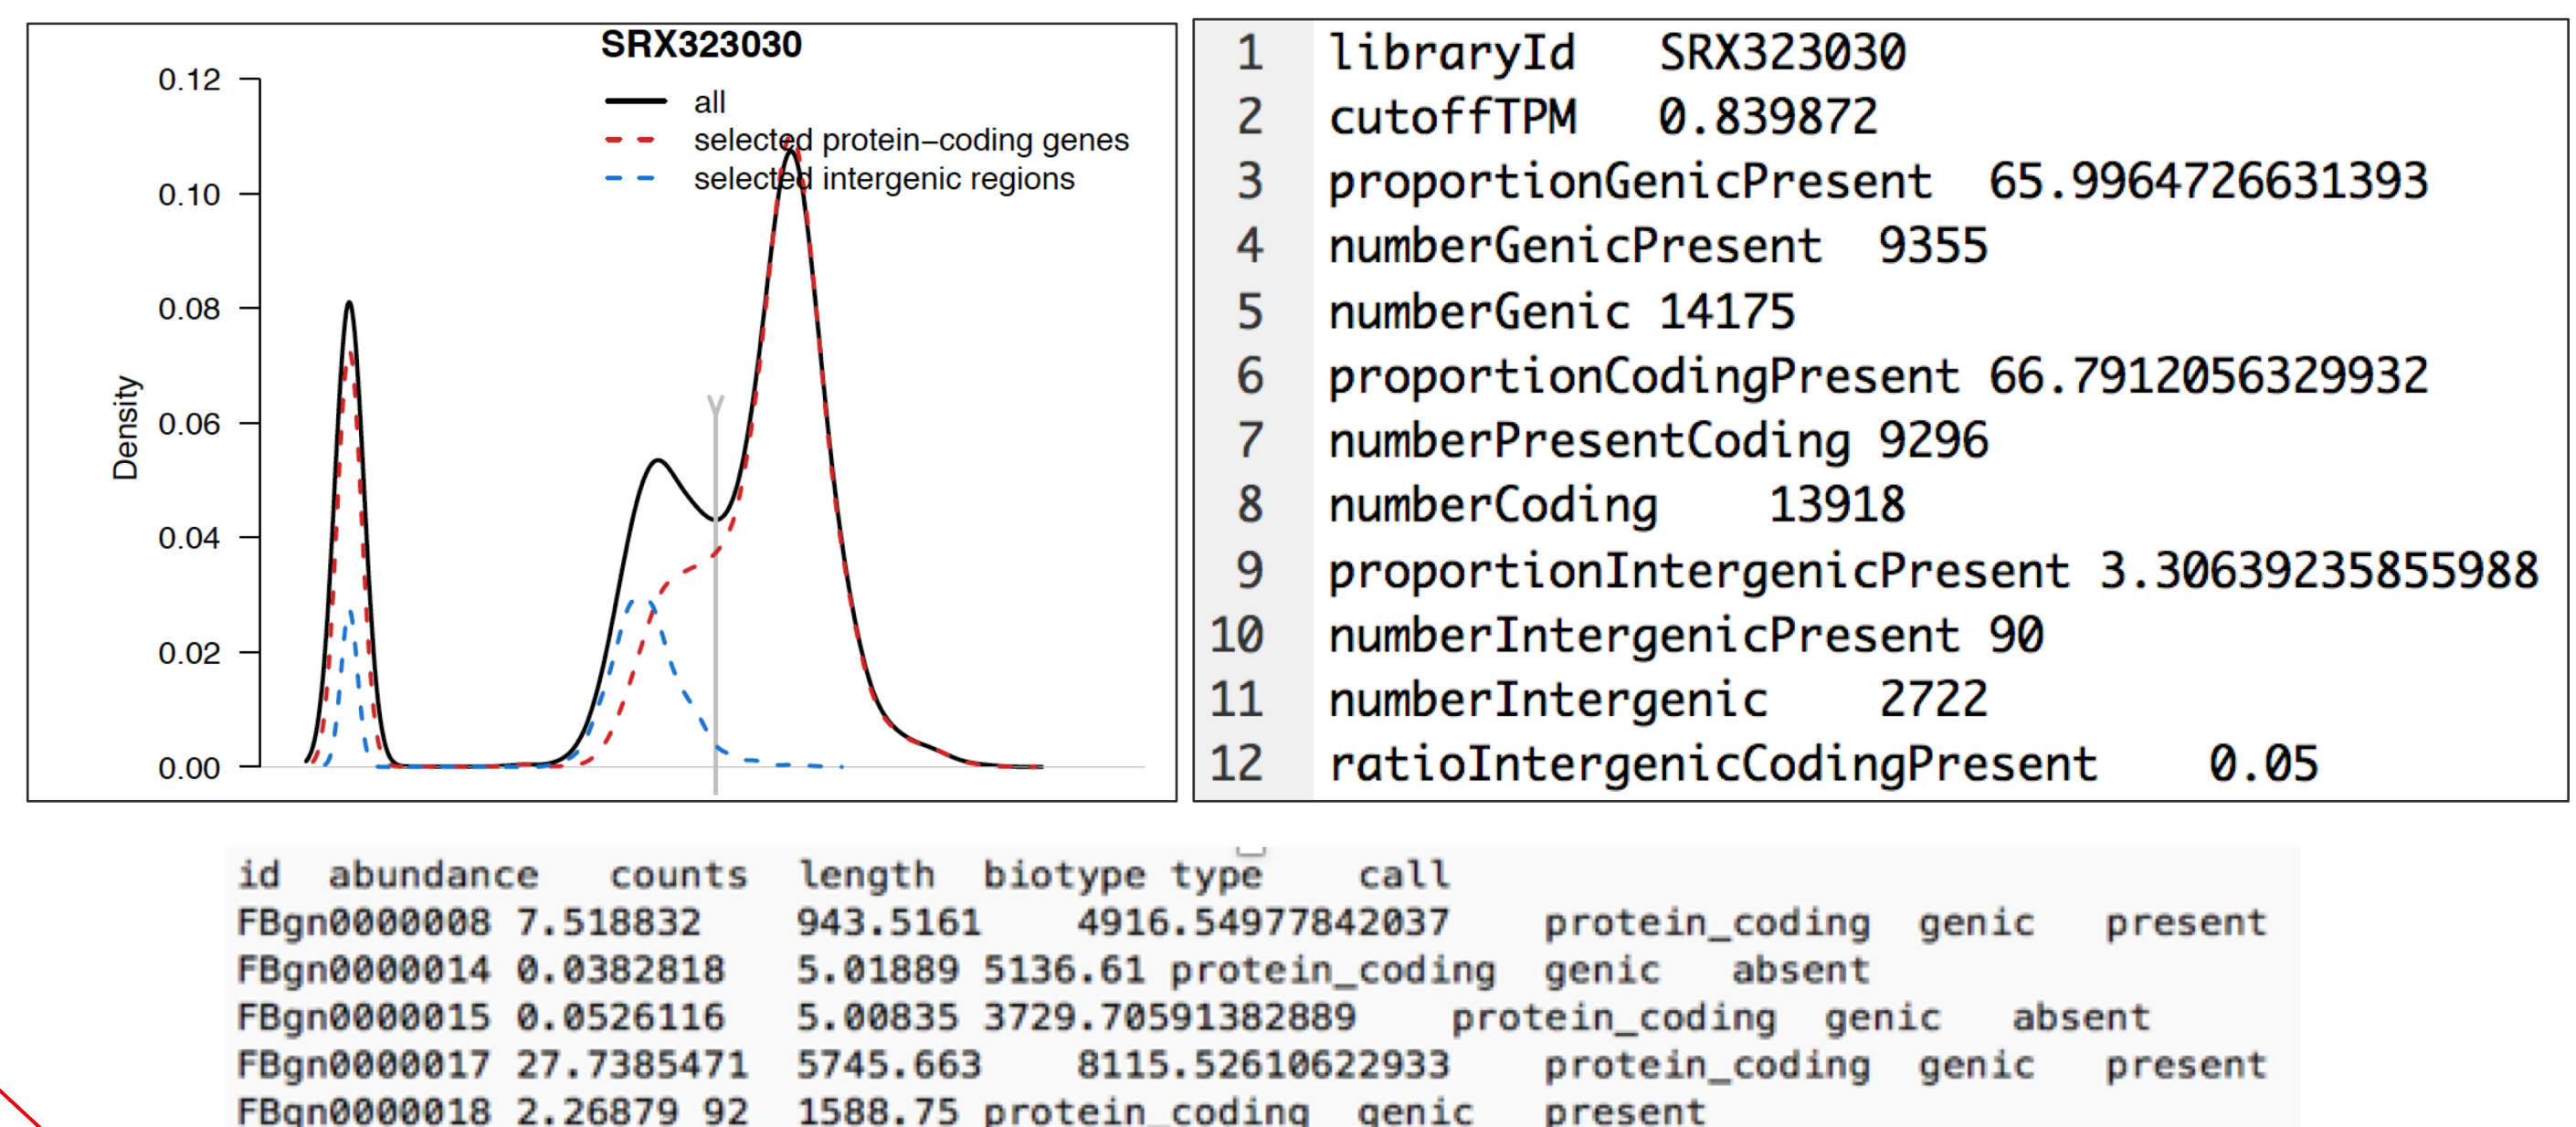 SRX323030
all
selected protein−coding genes
selected intergenic regions
0.12
0.10
0.08
0.06
0.04
0.02
0.00
Density
1 libraryId SRX323030
2 cutoffTPM 0.839872
3 proportionGenicPresent 65.9964726631393
4 numberGenicPresent 9355
5 numberGenic 14175
6 proportionCodingPresent 66.7912056329932
7 numberPresentCoding 9296
8 numberCoding 13918
9 proportionIntergenicPresent 3.30639235855988
10 numberIntergenicPresent 90
11 numberIntergenic 2722
12 ratioIntergenicCodingPresent 0.05
id abundance counts length biotype type call
FBgn0000008 7.518832 943.5161 4916.54977842037 protein_coding genic present
FBgn0000014 0.0382818 5.01889 5136.61 protein_coding genic absent
FBgn0000015 0.0526116 5.00835 3729.70591382889 protein_coding genic absent
FBgn0000017 27.7385471 5745.663 8115.52610622933 protein_coding genic present
FBgn0000018 2.26879 92 1588.75 protein_coding genic present